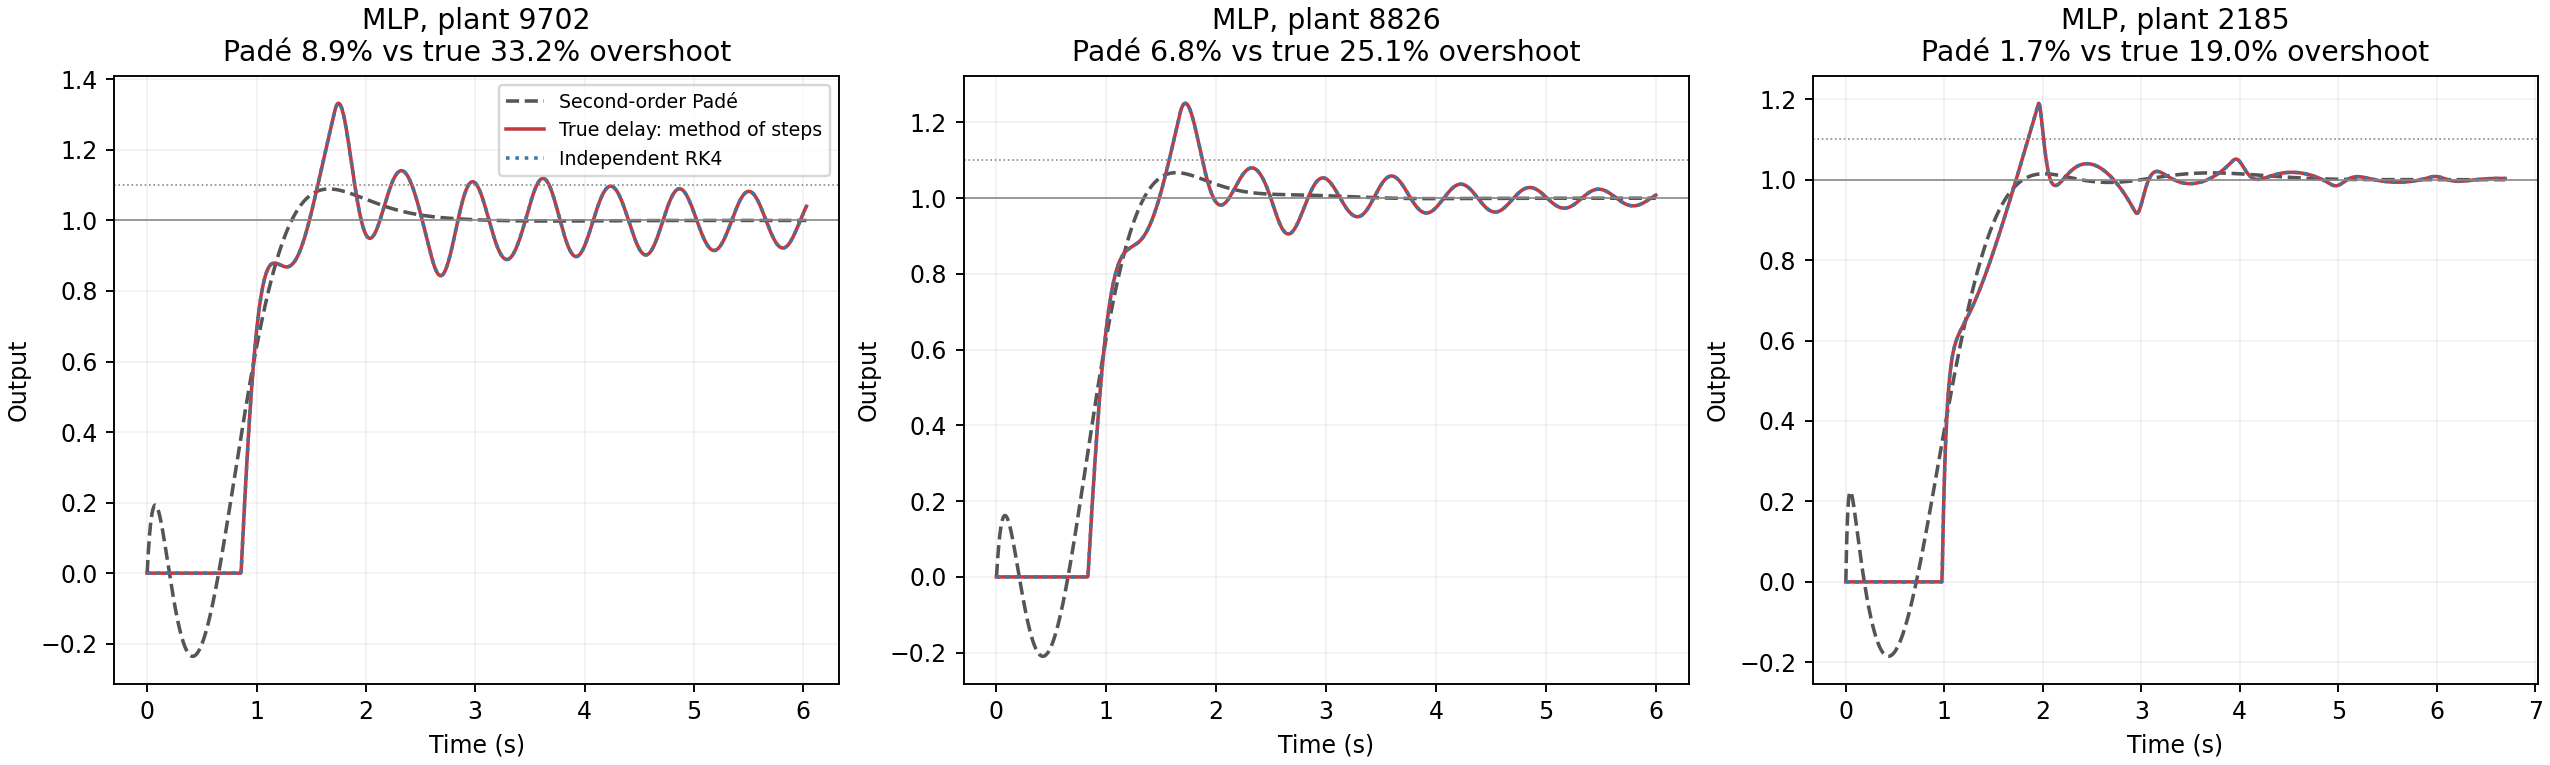 MLP, plant 9702
Padé 8.9% vs true 33.2% overshoot
1.4
1.2
1.0
0.8
0.6
0.4
0.2
0.0
−0.2
Output
0 1 2 3 4 5 6
Time (s)
Second-order Padé
True delay: method of steps
Independent RK4
MLP, plant 8826
Padé 6.8% vs true 25.1% overshoot
1.2
1.0
0.8
0.6
0.4
0.2
0.0
−0.2
Output
0 1 2 3 4 5 6
Time (s)
MLP, plant 2185
Padé 1.7% vs true 19.0% overshoot
1.2
1.0
0.8
0.6
0.4
0.2
0.0
−0.2
Output
0 1 2 3 4 5 6 7
Time (s)